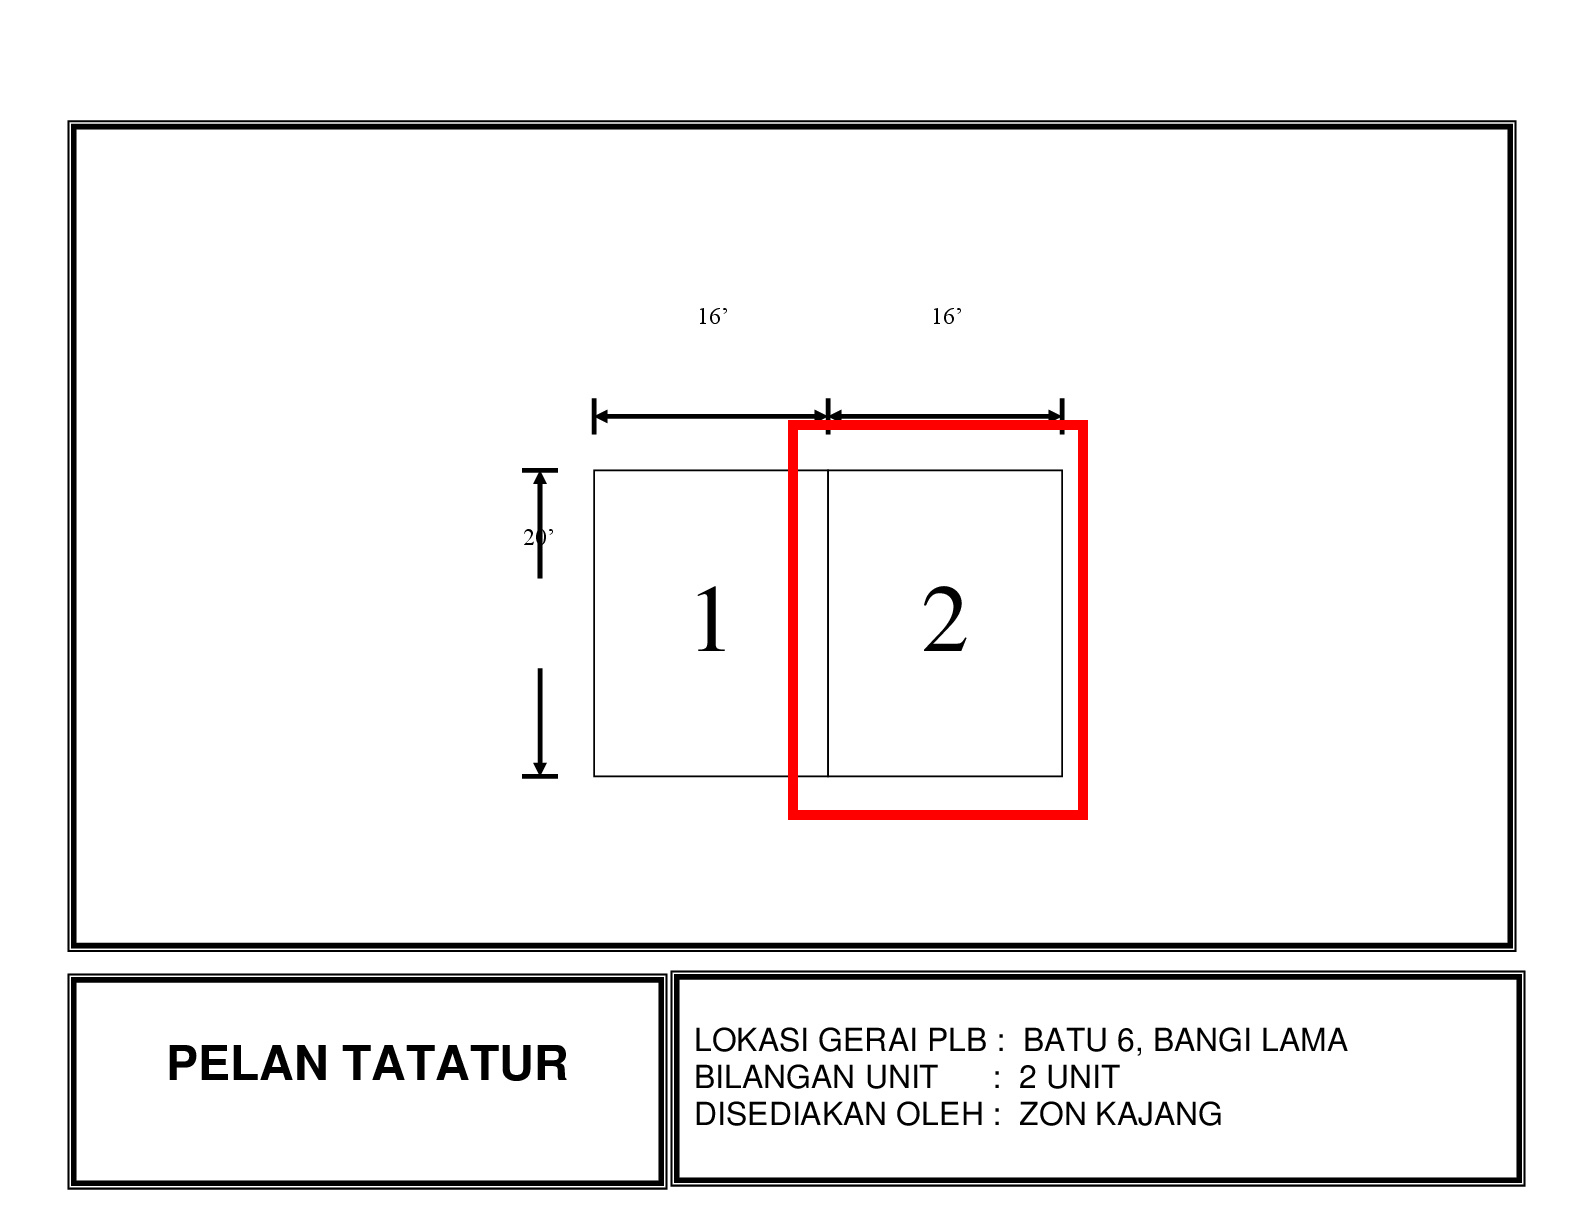 16’ 16’
20’
1 2
PELAN TATATUR
LOKASI GERAI PLB : BATU 6, BANGI LAMA
BILANGAN UNIT : 2 UNIT
DISEDIAKAN OLEH : ZON KAJANG